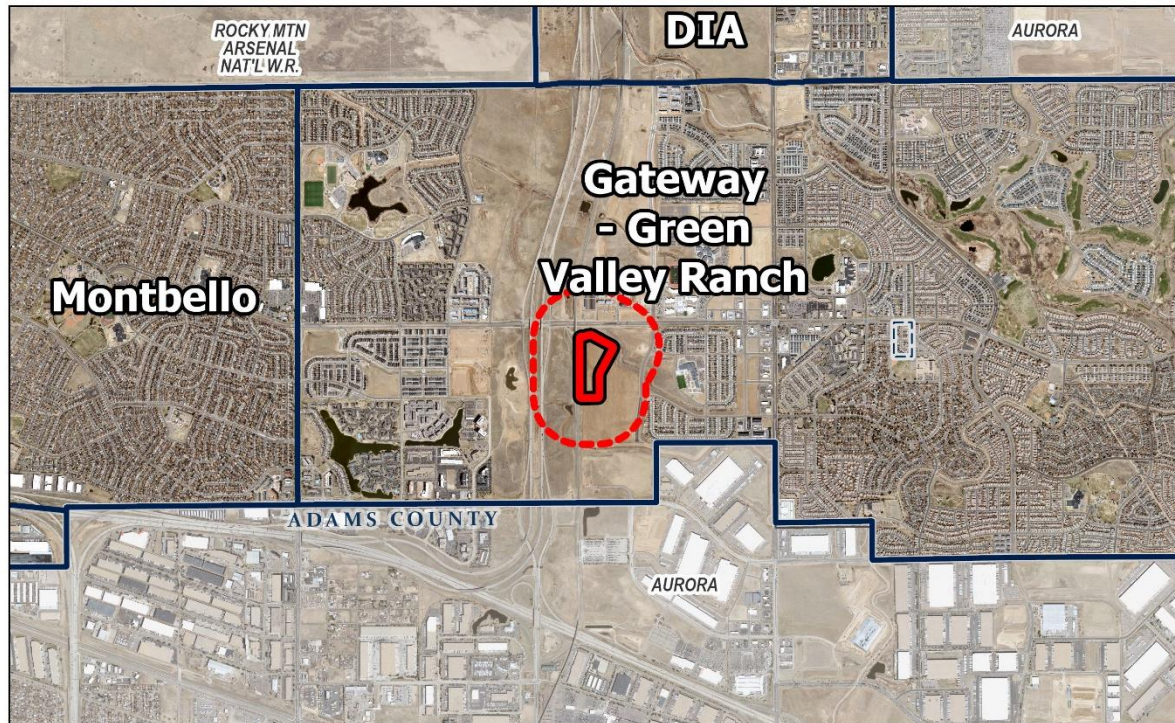 ROCKY MTN
ARSENAL
NAT'L W.R.
DIA
AURORA
Gateway
- Green
Valley Ranch
Montbello
ADAMS COUNTY
AURORA